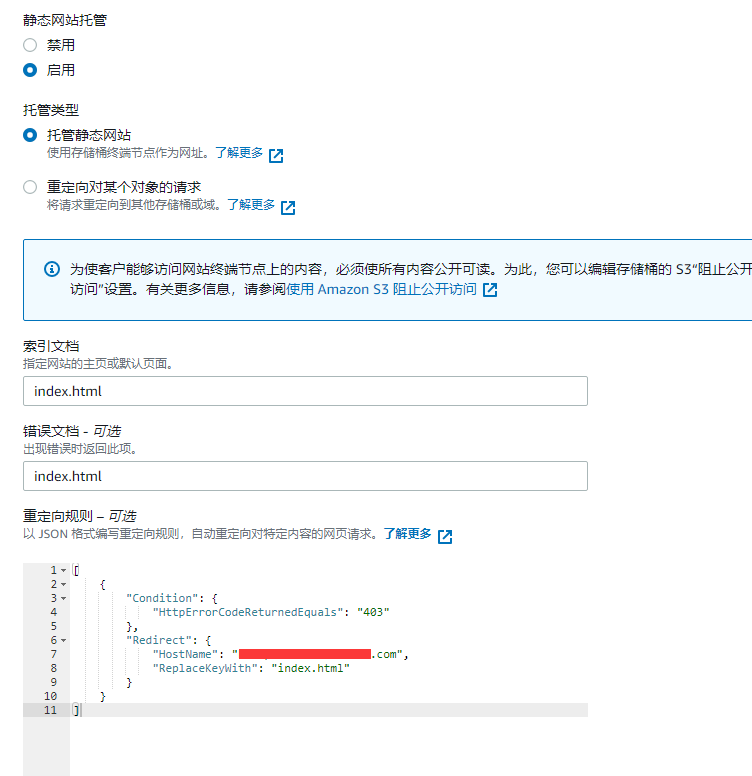 静态网站托管
禁用
启用
托管类型
托管静态网站
使用存储桶终端节点作为网址。了解更多
重定向对某个对象的请求
将请求重定向到其他存储桶或域。了解更多
为使客户能够访问网站终端节点上的内容，必须使所有内容公开可读。为此，您可以编辑存储桶的 S3“阻止公开
访问”设置。有关更多信息，请参阅使用 Amazon S3 阻止公开访问
索引文档
指定网站的主页或默认页面。
index.html
错误文档 - 可选
出现错误时返回此项。
index.html
重定向规则 – 可选
以 JSON 格式编写重定向规则，自动重定向对特定内容的网页请求。了解更多
1 [
2 {
3 "Condition": {
4 "HttpErrorCodeReturnedEquals": "403"
5 },
6 "Redirect": {
7 "HostName": " .com",
8 "ReplaceKeyWith": "index.html"
9 }
10 }
11 ]